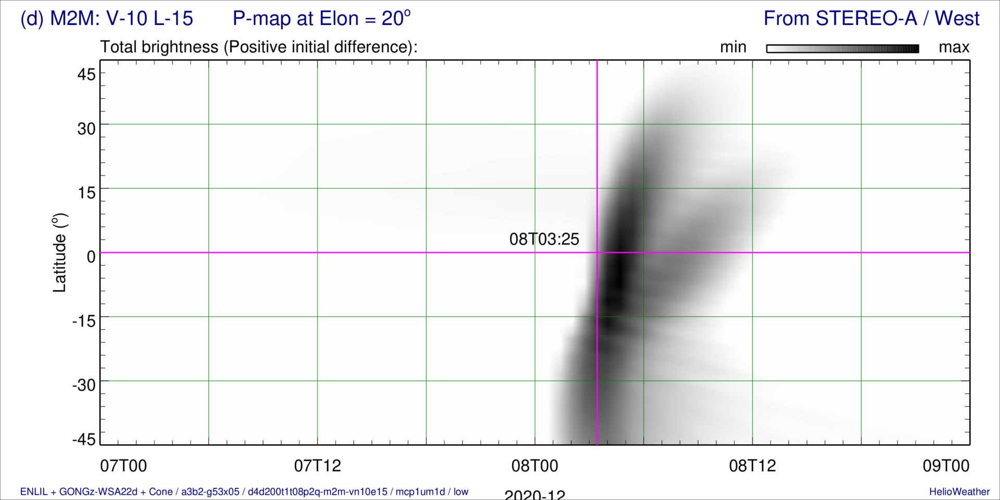 (d) M2M: V-10 L-15 P-map at Elon = 20º From STEREO-A / West
Total brightness (Positive initial difference): min max
45
30
15
0
-15
-30
-45
Latitude (º)
08T03:25
07T00 07T12 08T00 08T12 09T00
2020-12
ENLIL + GONGz-WSA22d + Cone / a3b2-g53x05 / d4d200t1t08p2q-m2m-vn10e15 / mcp1um1d / low HelioWeather